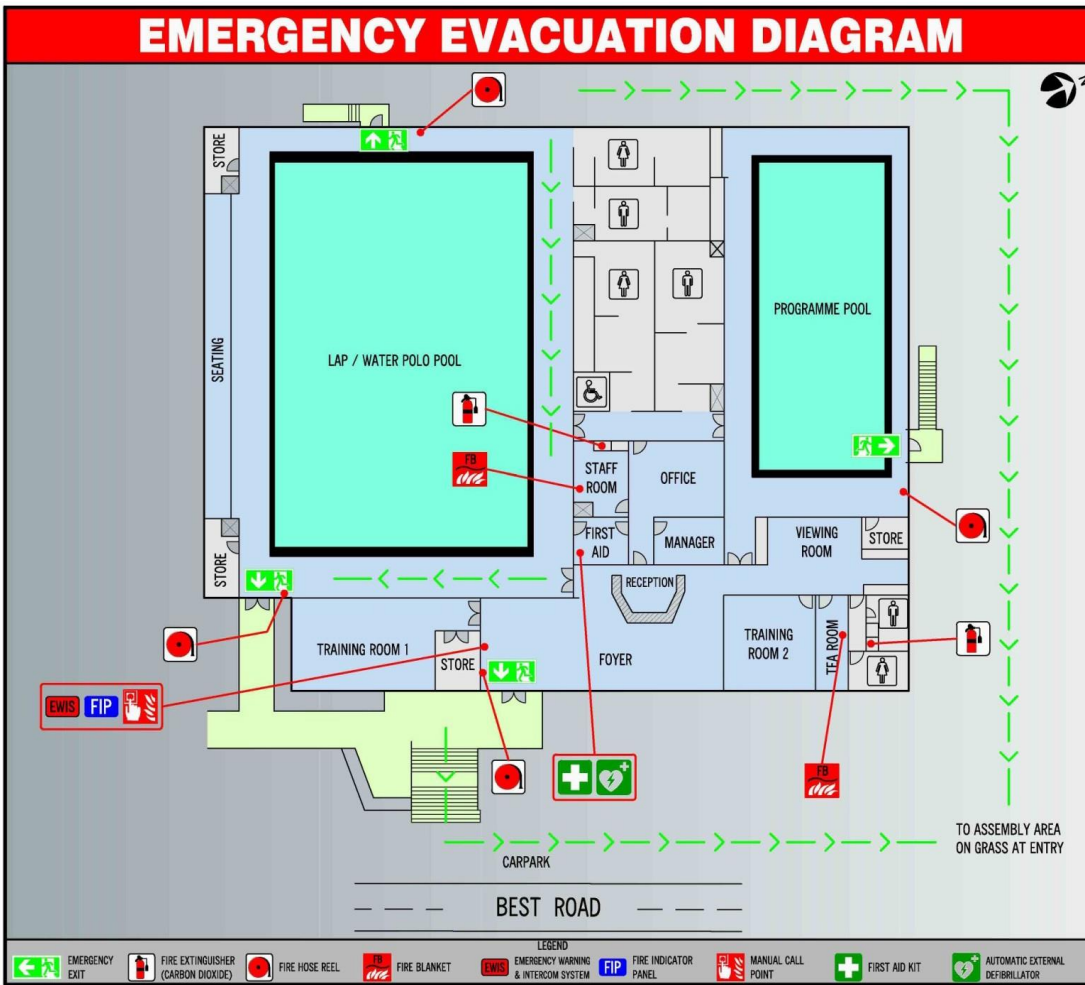 EMERGENCY EVACUATION DIAGRAM
STORE
SEATING
LAP / WATER POLO POOL
PROGRAMME POOL
FB
STAFF
ROOM
OFFICE
FIRST
AID
MANAGER
VIEWING
ROOM
STORE
STORE
RECEPTION
TRAINING ROOM 1
STORE
FOYER
TRAINING
ROOM 2
TEA ROOM
EWIS
FIP
FB
TO ASSEMBLY AREA
ON GRASS AT ENTRY
CARPARK
BEST ROAD
LEGEND
EMERGENCY
EXIT
FIRE EXTINGUISHER
(CARBON DIOXIDE)
FIRE HOSE REEL
FB
FIRE BLANKET
EWIS
EMERGENCY WARNING
& INTERCOM SYSTEM
FIP
FIRE INDICATOR
PANEL
MANUAL CALL
POINT
FIRST AID KIT
AUTOMATIC EXTERNAL
DEFIBRILLATOR